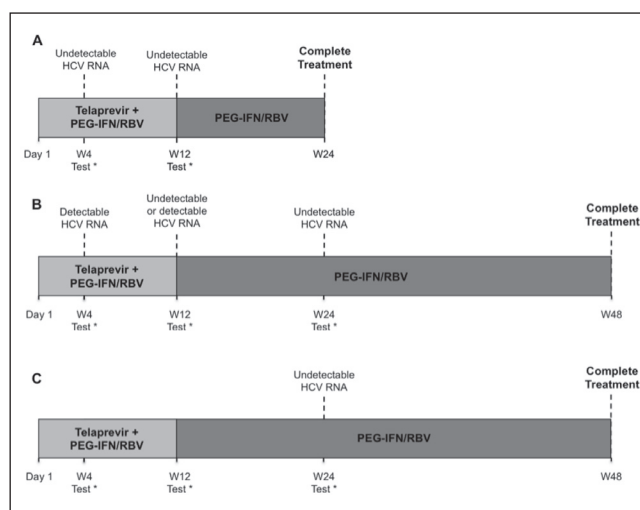 A
Undetectable
HCV RNA
Undetectable
HCV RNA
Complete
Treatment
Telaprevir +
PEG-IFN/RBV
PEG-IFN/RBV
Day 1
W4
Test *
W12
Test *
W24
B
Detectable
HCV RNA
Undetectable
or detectable
HCV RNA
Undetectable
HCV RNA
Complete
Treatment
Telaprevir +
PEG-IFN/RBV
PEG-IFN/RBV
Day 1
W4
Test *
W12
Test *
W24
Test *
W48
C
Undetectable
HCV RNA
Complete
Treatment
Telaprevir +
PEG-IFN/RBV
PEG-IFN/RBV
Day 1
W4
Test *
W12
Test *
W24
Test *
W48